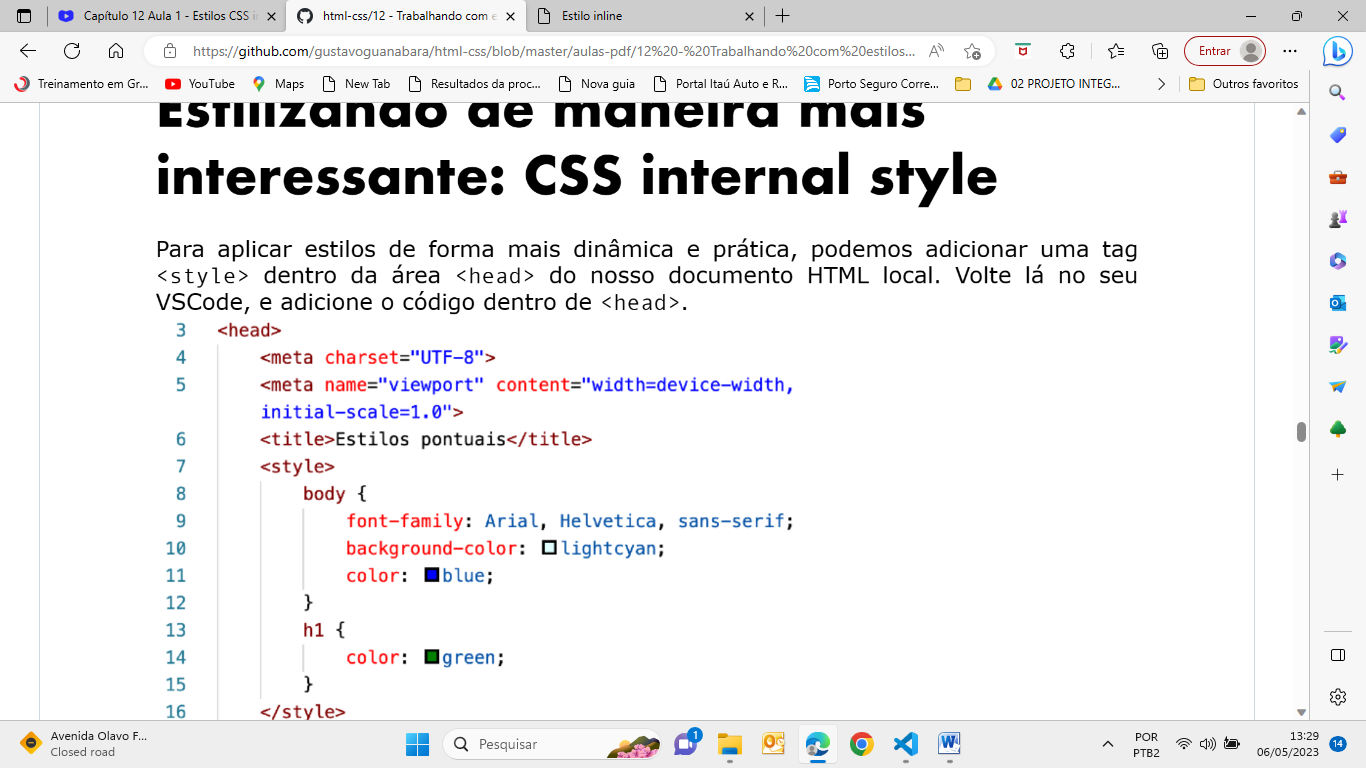 Capítulo 12 Aula 1 - Estilos CSS i
html-css/12 - Trabalhando com e
Estilo inline
https://github.com/gustavoguanabara/html-css/blob/master/aulas-pdf/12%20-%20Trabalhando%20com%20estilos...
Entrar
Treinamento em Gr...
YouTube
Maps
New Tab
Resultados da proc...
Nova guia
Portal Itaú Auto e R...
Porto Seguro Corre...
02 PROJETO INTEG...
Outros favoritos
Estilizando de maneira mais
interessante: CSS internal style
Para aplicar estilos de forma mais dinâmica e prática, podemos adicionar uma tag
<style> dentro da área <head> do nosso documento HTML local. Volte lá no seu
VSCode, e adicione o código dentro de <head>.
3 <head>
4 <meta charset="UTF-8">
5 <meta name="viewport" content="width=device-width,
initial-scale=1.0">
6 <title>Estilos pontuais</title>
7 <style>
8 body {
9 font-family: Arial, Helvetica, sans-serif;
10 background-color: lightcyan;
11 color: blue;
12 }
13 h1 {
14 color: green;
15 }
16 </style>
Avenida Olavo F...
Closed road
Pesquisar
1
POR
PTB2
13:29
06/05/2023
14